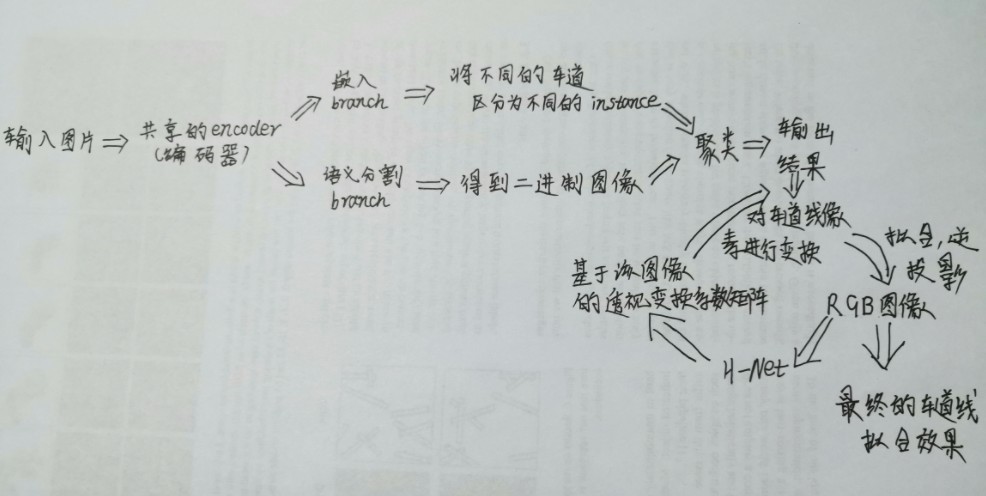 输入图片
共享的encoder
(编码器)
嵌入
branch
将不同的车道
区分为不同的instance
语义分割
branch
得到二进制图像
聚类
输出
结果
对车道线像
素进行变换
拟合,逆
投影
RGB图像
H-Net
基于该图像
的透视变换系数矩阵
最终的车道线
拟合效果